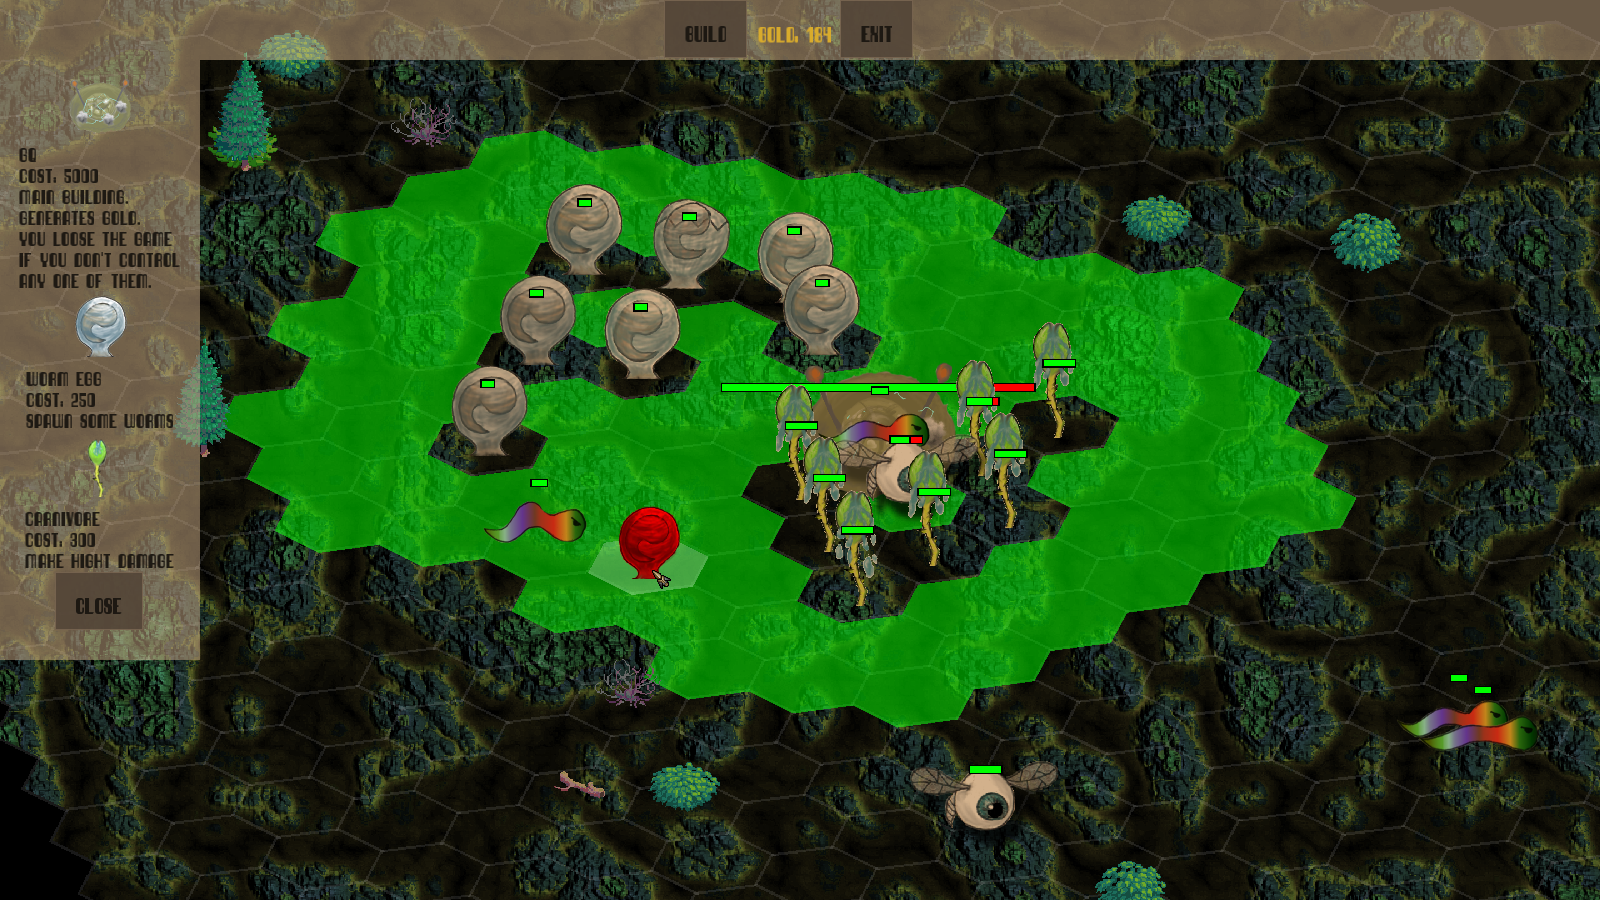 BUILD
GOLD: 184
EXIT
GO
COST: 5000
MAIN BUILDING.
GENERATES GOLD.
YOU LOOSE THE GAME
IF YOU DON'T CONTROL
ANY ONE OF THEM.
WORM EGG
COST: 250
SPAWN SOME WORMS
CARNIVORE
COST: 300
MAKE HIGHT DAMAGE
CLOSE